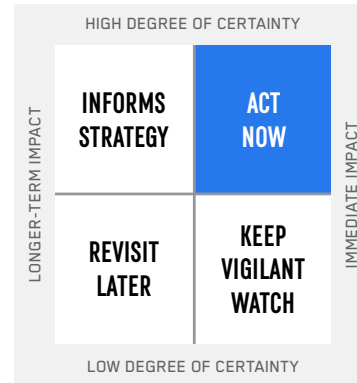 HIGH DEGREE OF CERTAINTY
LONGER-TERM IMPACT
INFORMS
STRATEGY
ACT
NOW
IMMEDIATE IMPACT
REVISIT
LATER
KEEP
VIGILANT
WATCH
LOW DEGREE OF CERTAINTY